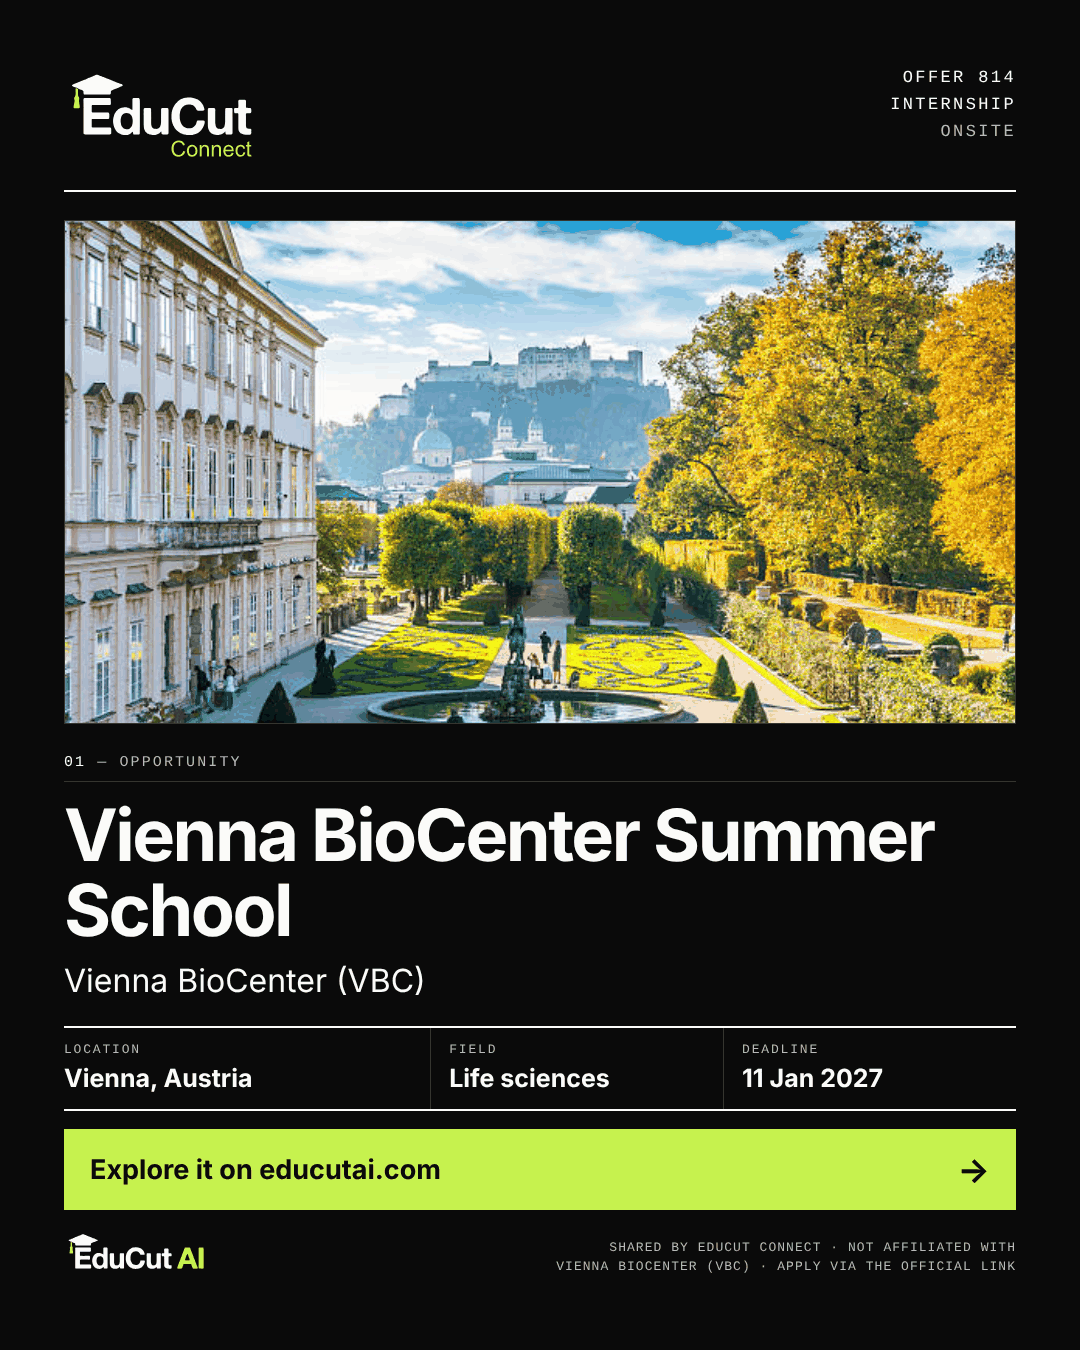 EduCut
Connect
OFFER 814
INTERNSHIP
ONSITE
01 — OPPORTUNITY
Vienna BioCenter Summer
School
Vienna BioCenter (VBC)
LOCATION
Vienna, Austria
FIELD
Life sciences
DEADLINE
11 Jan 2027
Explore it on educutai.com →
EduCut AI
SHARED BY EDUCUT CONNECT · NOT AFFILIATED WITH
VIENNA BIOCENTER (VBC) · APPLY VIA THE OFFICIAL LINK